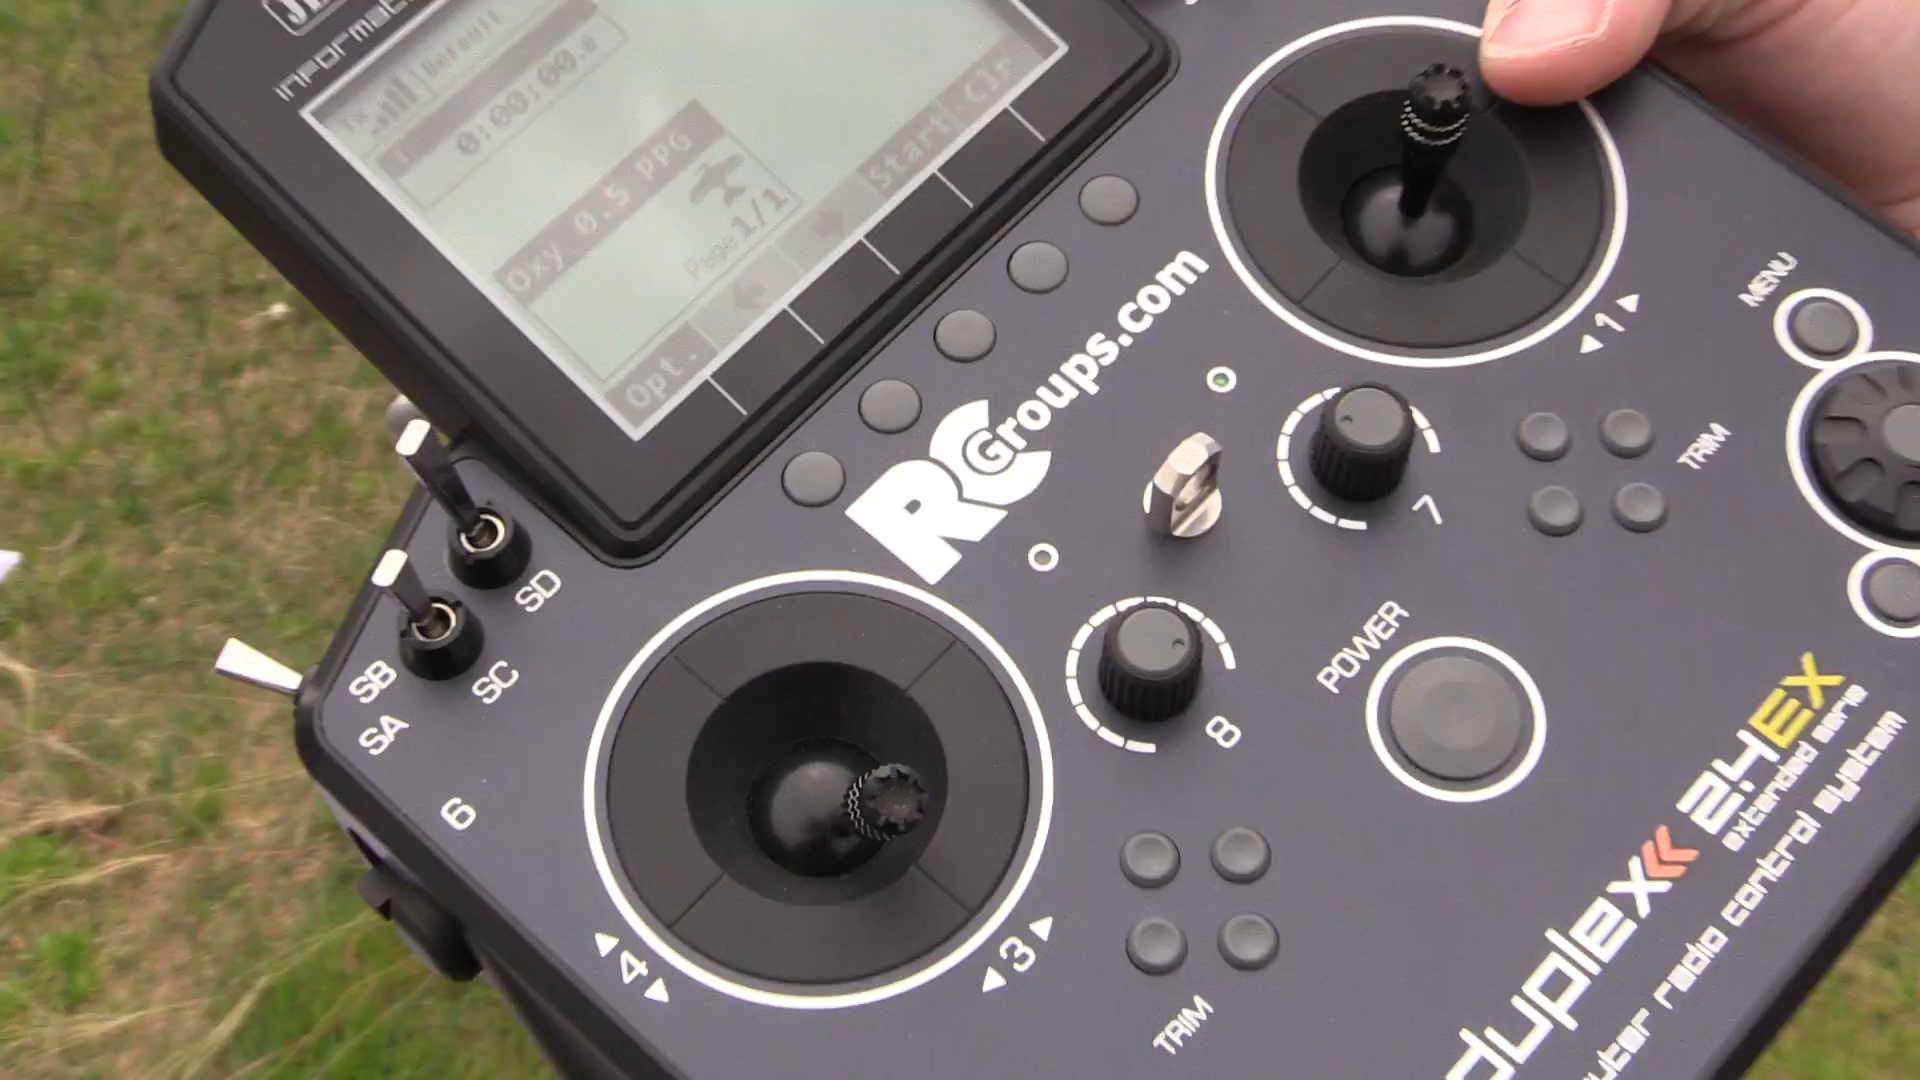 Default
0:00:00.0
Oxy 0.5 PPG
Page 1/1
Opt.
Start
Clr
RCGroups.com
1
MENU
7
TRIM
SD
SB
SC
SA
6
8
POWER
4
3
TRIM
duplex 2.4EX
extended serie
uter radio control system